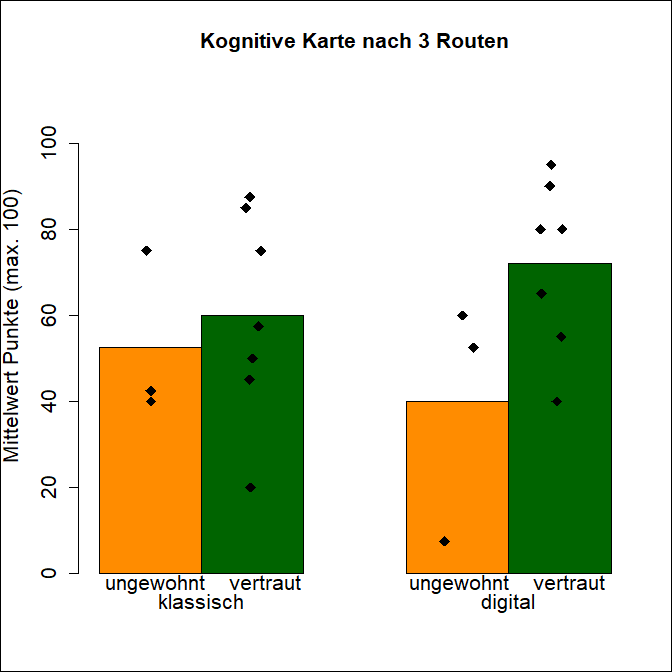 Kognitive Karte nach 3 Routen
Mittelwert Punkte (max. 100)
100
80
60
40
20
0
ungewohnt vertraut ungewohnt vertraut
klassisch digital